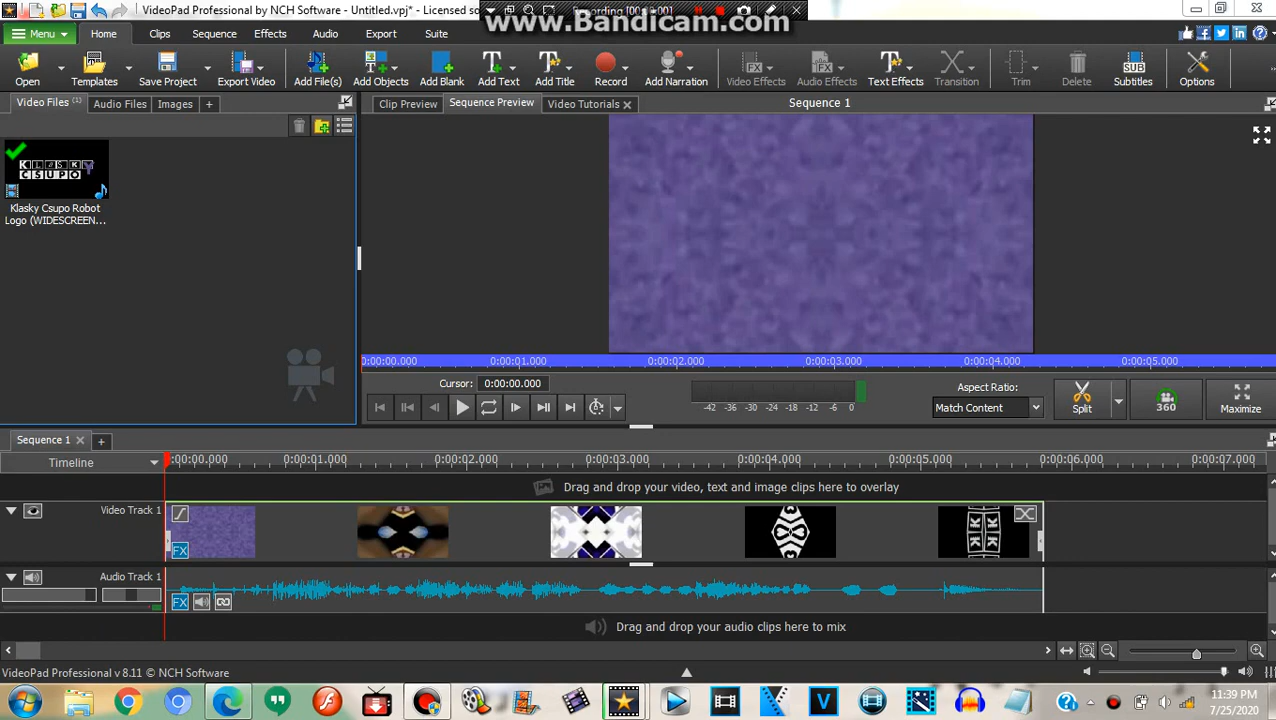 VideoPad Professional by NCH Software - Untitled.vpj* - Licensed so
Recording
www.Bandicam.com
Menu Home Clips Sequence Effects Audio Export Suite
Open Templates Save Project Export Video Add File(s) Add Objects Add Blank Add Text Add Title Record Add Narration Video Effects Audio Effects Text Effects Transition Trim Delete Subtitles Options
Video Files (1) Audio Files Images +
Clip Preview Sequence Preview Video Tutorials Sequence 1
KLASKY
CSUPO
Klasky Csupo Robot
Logo (WIDESCREEN...
0:00:00.000 0:00:01.000 0:00:02.000 0:00:03.000 0:00:04.000 0:00:05.000
Cursor: 0:00:00.000
-42 -36 -30 -24 -18 -12 -6 0
Aspect Ratio:
Match Content
Split
360
Maximize
Sequence 1 +
Timeline
:00:00.000 0:00:01.000 0:00:02.000 0:00:03.000 0:00:04.000 0:00:05.000 0:00:06.000 0:00:07.000
Drag and drop your video, text and image clips here to overlay
Video Track 1
FX
Audio Track 1
FX
Drag and drop your audio clips here to mix
VideoPad Professional v 8.11 © NCH Software
11:39 PM
7/25/2020